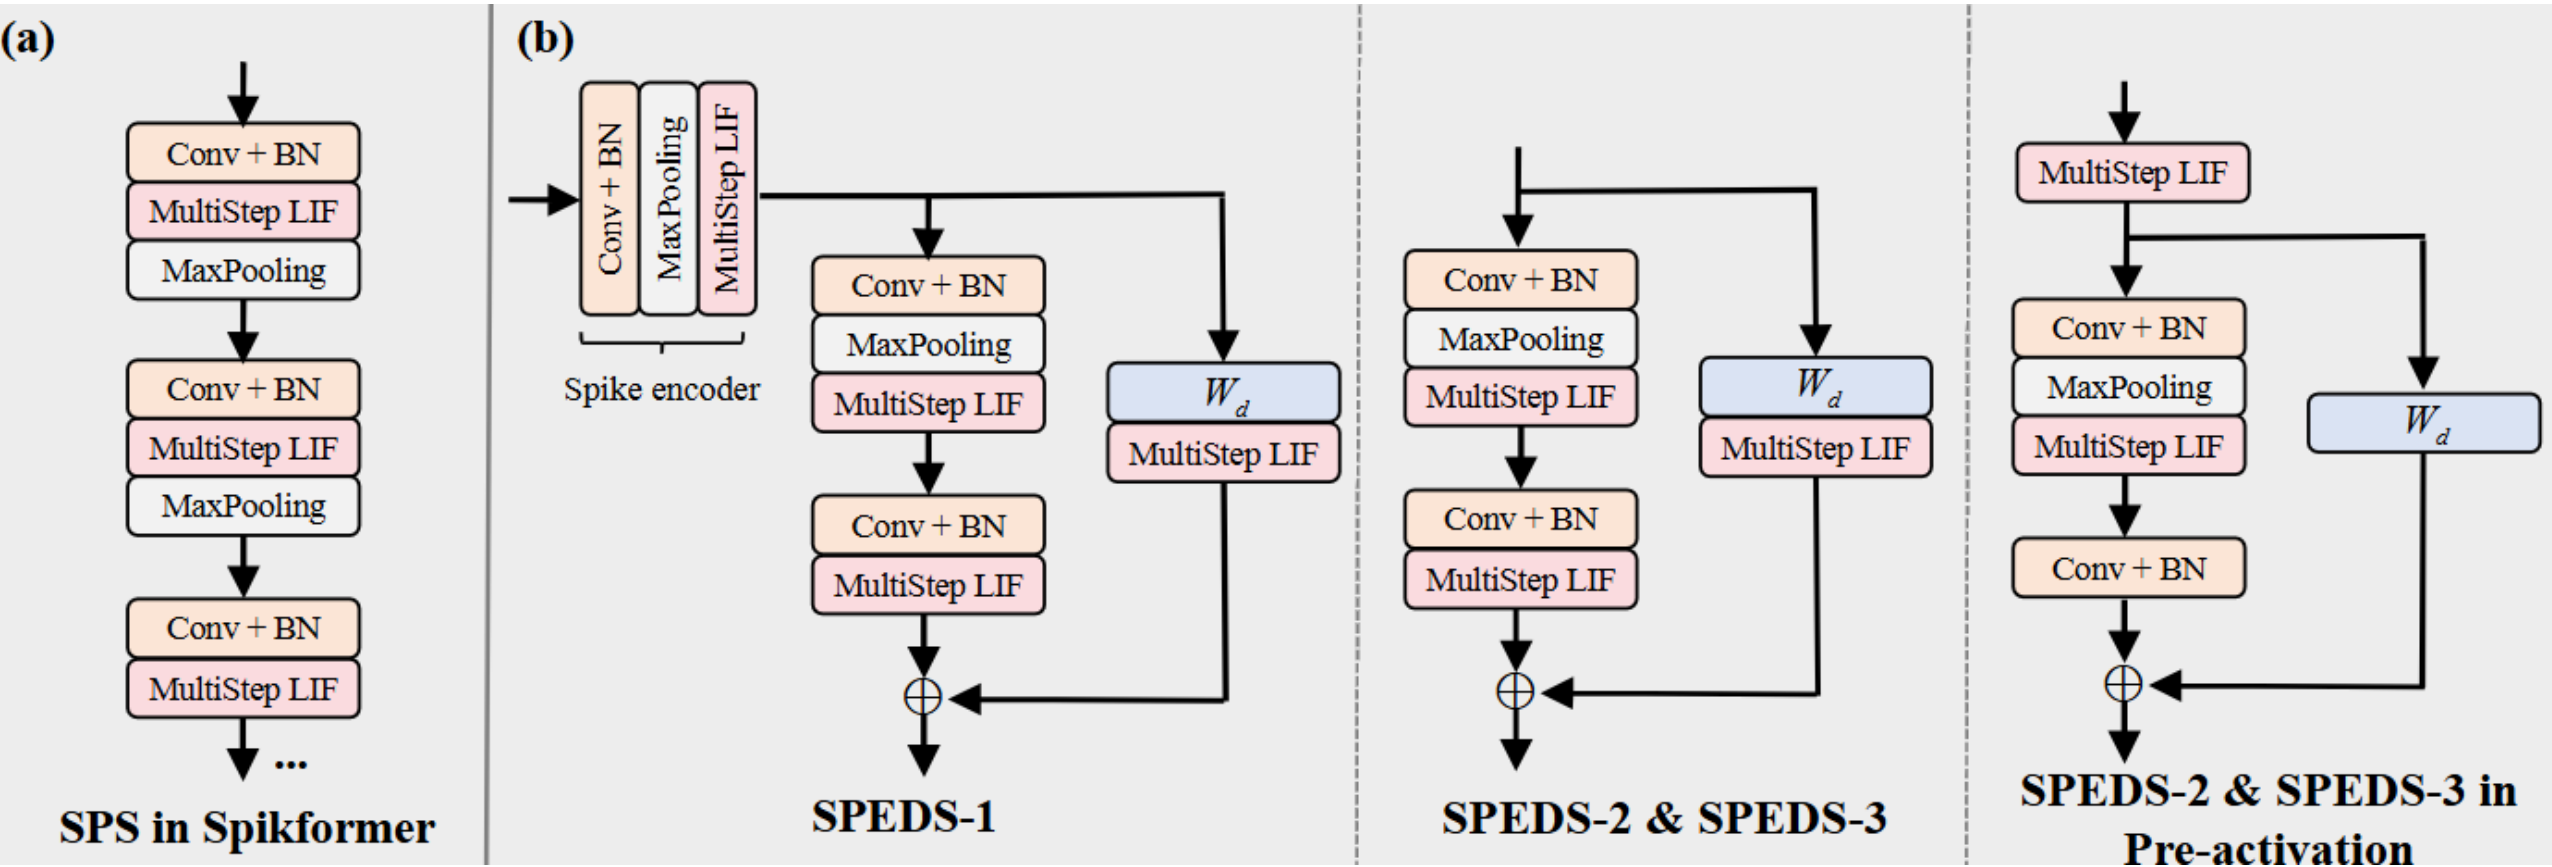 (a)
Conv + BN
MultiStep LIF
MaxPooling
Conv + BN
MultiStep LIF
MaxPooling
Conv + BN
MultiStep LIF
...
SPS in Spikformer
(b)
Conv + BN
MaxPooling
MultiStep LIF
Spike encoder
Conv + BN
MaxPooling
MultiStep LIF
Conv + BN
MultiStep LIF
W_d
MultiStep LIF
SPEDS-1
Conv + BN
MaxPooling
MultiStep LIF
Conv + BN
MultiStep LIF
W_d
MultiStep LIF
SPEDS-2 & SPEDS-3
MultiStep LIF
Conv + BN
MaxPooling
MultiStep LIF
Conv + BN
W_d
SPEDS-2 & SPEDS-3 in
Pre-activation